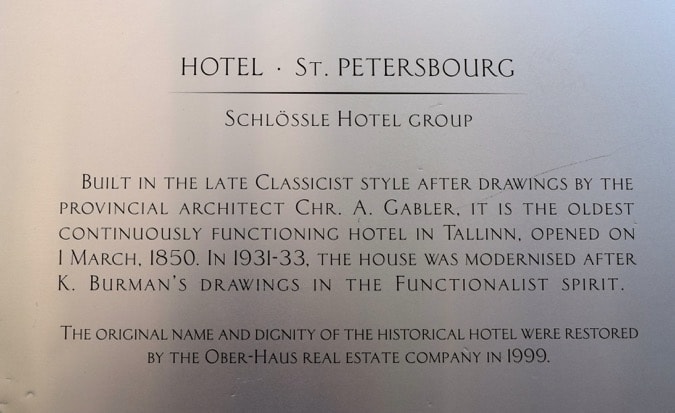 HOTEL · ST. PETERSBOURG
SCHLÖSSLE HOTEL GROUP
BUILT IN THE LATE CLASSICIST STYLE AFTER DRAWINGS BY THE
PROVINCIAL ARCHITECT CHR. A. GABLER, IT IS THE OLDEST
CONTINUOUSLY FUNCTIONING HOTEL IN TALLINN, OPENED ON
1 MARCH, 1850. IN 1931-33, THE HOUSE WAS MODERNISED AFTER
K. BURMAN'S DRAWINGS IN THE FUNCTIONALIST SPIRIT.
THE ORIGINAL NAME AND DIGNITY OF THE HISTORICAL HOTEL WERE RESTORED
BY THE OBER-HAUS REAL ESTATE COMPANY IN 1999.